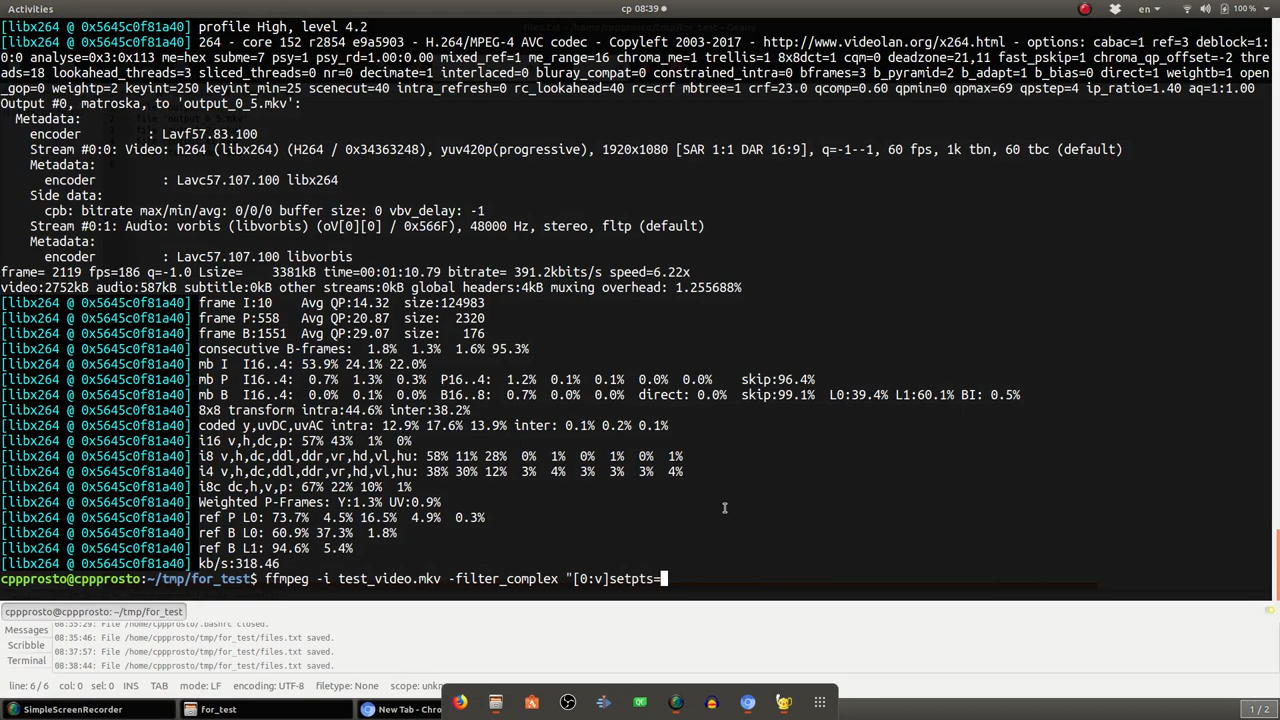 Activities
ср 08:39
en
100 %
[libx264 @ 0x5645c0f81a40] profile High, level 4.2
[libx264 @ 0x5645c0f81a40] 264 - core 152 r2854 e9a5903 - H.264/MPEG-4 AVC codec - Copyleft 2003-2017 - http://www.videolan.org/x264.html - options: cabac=1 ref=3 deblock=1:
0:0 analyse=0x3:0x113 me=hex subme=7 psy=1 psy_rd=1.00:0.00 mixed_ref=1 me_range=16 chroma_me=1 trellis=1 8x8dct=1 cqm=0 deadzone=21,11 fast_pskip=1 chroma_qp_offset=-2 thre
ads=18 lookahead_threads=3 sliced_threads=0 nr=0 decimate=1 interlaced=0 bluray_compat=0 constrained_intra=0 bframes=3 b_pyramid=2 b_adapt=1 b_bias=0 direct=1 weightb=1 open
_gop=0 weightp=2 keyint=250 keyint_min=25 scenecut=40 intra_refresh=0 rc_lookahead=40 rc=crf mbtree=1 crf=23.0 qcomp=0.60 qpmin=0 qpmax=69 qpstep=4 ip_ratio=1.40 aq=1:1.00
Output #0, matroska, to 'output_0_5.mkv':
Metadata:
encoder : Lavf57.83.100
Stream #0:0: Video: h264 (libx264) (H264 / 0x34363248), yuv420p(progressive), 1920x1080 [SAR 1:1 DAR 16:9], q=-1--1, 60 fps, 1k tbn, 60 tbc (default)
Metadata:
encoder : Lavc57.107.100 libx264
Side data:
cpb: bitrate max/min/avg: 0/0/0 buffer size: 0 vbv_delay: -1
Stream #0:1: Audio: vorbis (libvorbis) (oV[0][0] / 0x566F), 48000 Hz, stereo, fltp (default)
Metadata:
encoder : Lavc57.107.100 libvorbis
frame= 2119 fps=186 q=-1.0 Lsize= 3381kB time=00:01:10.79 bitrate= 391.2kbits/s speed=6.22x
video:2752kB audio:587kB subtitle:0kB other streams:0kB global headers:4kB muxing overhead: 1.255688%
[libx264 @ 0x5645c0f81a40] frame I:10 Avg QP:14.32 size:124983
[libx264 @ 0x5645c0f81a40] frame P:558 Avg QP:20.87 size: 2320
[libx264 @ 0x5645c0f81a40] frame B:1551 Avg QP:29.07 size: 176
[libx264 @ 0x5645c0f81a40] consecutive B-frames: 1.8% 1.3% 1.6% 95.3%
[libx264 @ 0x5645c0f81a40] mb I I16..4: 53.9% 24.1% 22.0%
[libx264 @ 0x5645c0f81a40] mb P I16..4: 0.7% 1.3% 0.3% P16..4: 1.2% 0.1% 0.1% 0.0% 0.0% skip:96.4%
[libx264 @ 0x5645c0f81a40] mb B I16..4: 0.0% 0.1% 0.0% B16..8: 0.7% 0.0% 0.0% direct: 0.0% skip:99.1% L0:39.4% L1:60.1% BI: 0.5%
[libx264 @ 0x5645c0f81a40] 8x8 transform intra:44.6% inter:38.2%
[libx264 @ 0x5645c0f81a40] coded y,uvDC,uvAC intra: 12.9% 17.6% 13.9% inter: 0.1% 0.2% 0.1%
[libx264 @ 0x5645c0f81a40] i16 v,h,dc,p: 57% 43% 1% 0%
[libx264 @ 0x5645c0f81a40] i8 v,h,dc,ddl,ddr,vr,hd,vl,hu: 58% 11% 28% 0% 1% 0% 1% 0% 1%
[libx264 @ 0x5645c0f81a40] i4 v,h,dc,ddl,ddr,vr,hd,vl,hu: 38% 30% 12% 3% 4% 3% 3% 3% 4%
[libx264 @ 0x5645c0f81a40] i8c dc,h,v,p: 67% 22% 10% 1%
[libx264 @ 0x5645c0f81a40] Weighted P-Frames: Y:1.3% UV:0.9%
[libx264 @ 0x5645c0f81a40] ref P L0: 73.7% 4.5% 16.5% 4.9% 0.3%
[libx264 @ 0x5645c0f81a40] ref B L0: 60.9% 37.3% 1.8%
[libx264 @ 0x5645c0f81a40] ref B L1: 94.6% 5.4%
[libx264 @ 0x5645c0f81a40] kb/s:318.46
cppprosto@cppprosto:~/tmp/for_test$ ffmpeg -i test_video.mkv -filter_complex "[0:v]setpts=
cppprosto@cppprosto: ~/tmp/for_test
Messages
Scribble
Terminal
08:35:29: File /home/cppprosto/.bashrc closed.
08:35:46: File /home/cppprosto/tmp/for_test/files.txt saved.
08:37:57: File /home/cppprosto/tmp/for_test/files.txt saved.
08:38:44: File /home/cppprosto/tmp/for_test/files.txt saved.
line: 6/6 col: 0 sel: 0 INS TAB mode: LF encoding: UTF-8 filetype: None scope: unkn
SimpleScreenRecorder
for_test
New Tab - Chro
1 / 2